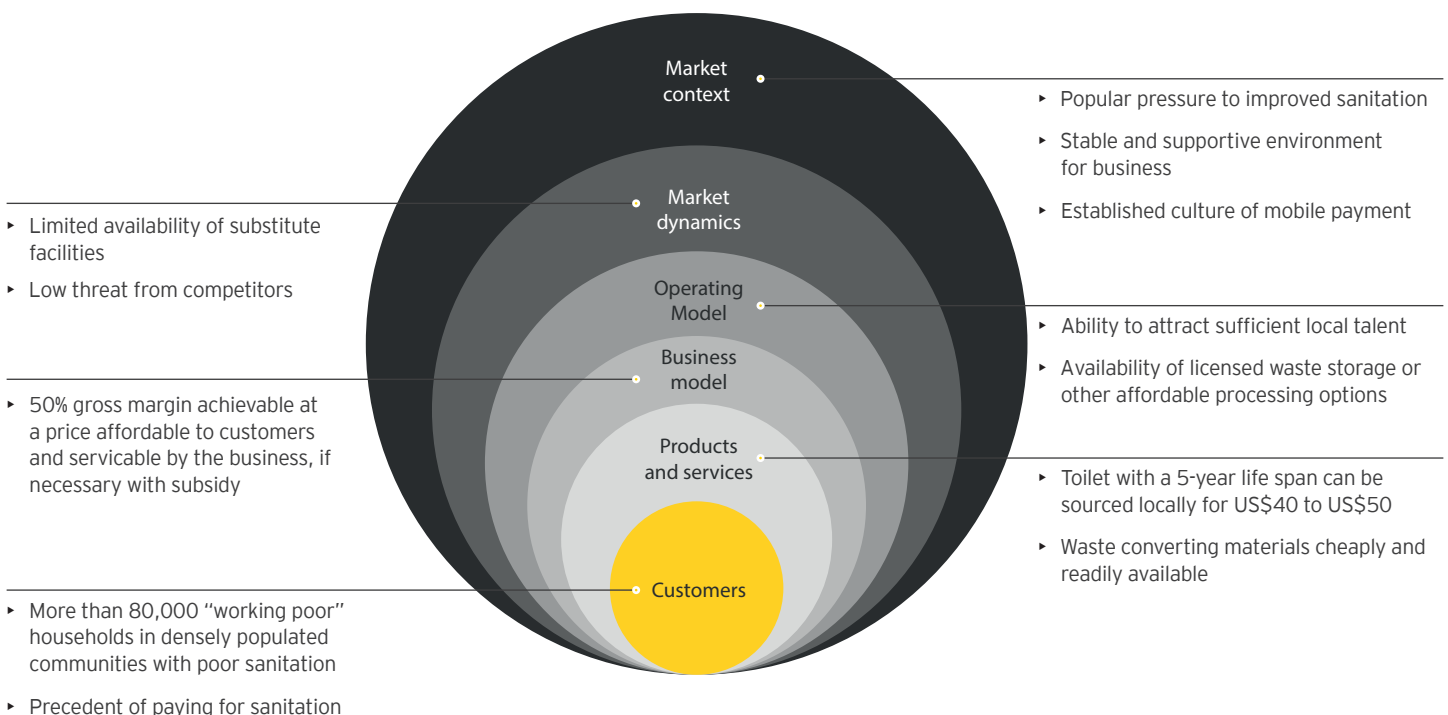 Market
context
▸ Popular pressure to improved sanitation
▸ Stable and supportive environment
for business
▸ Established culture of mobile payment
Market
dynamics
▸ Limited availability of substitute
facilities
▸ Low threat from competitors
Operating
Model
▸ Ability to attract sufficient local talent
▸ Availability of licensed waste storage or
other affordable processing options
Business
model
▸ 50% gross margin achievable at
a price affordable to customers
and servicable by the business, if
necessary with subsidy
Products
and services
▸ Toilet with a 5-year life span can be
sourced locally for US$40 to US$50
▸ Waste converting materials cheaply and
readily available
Customers
▸ More than 80,000 “working poor”
households in densely populated
communities with poor sanitation
▸ Precedent of paying for sanitation